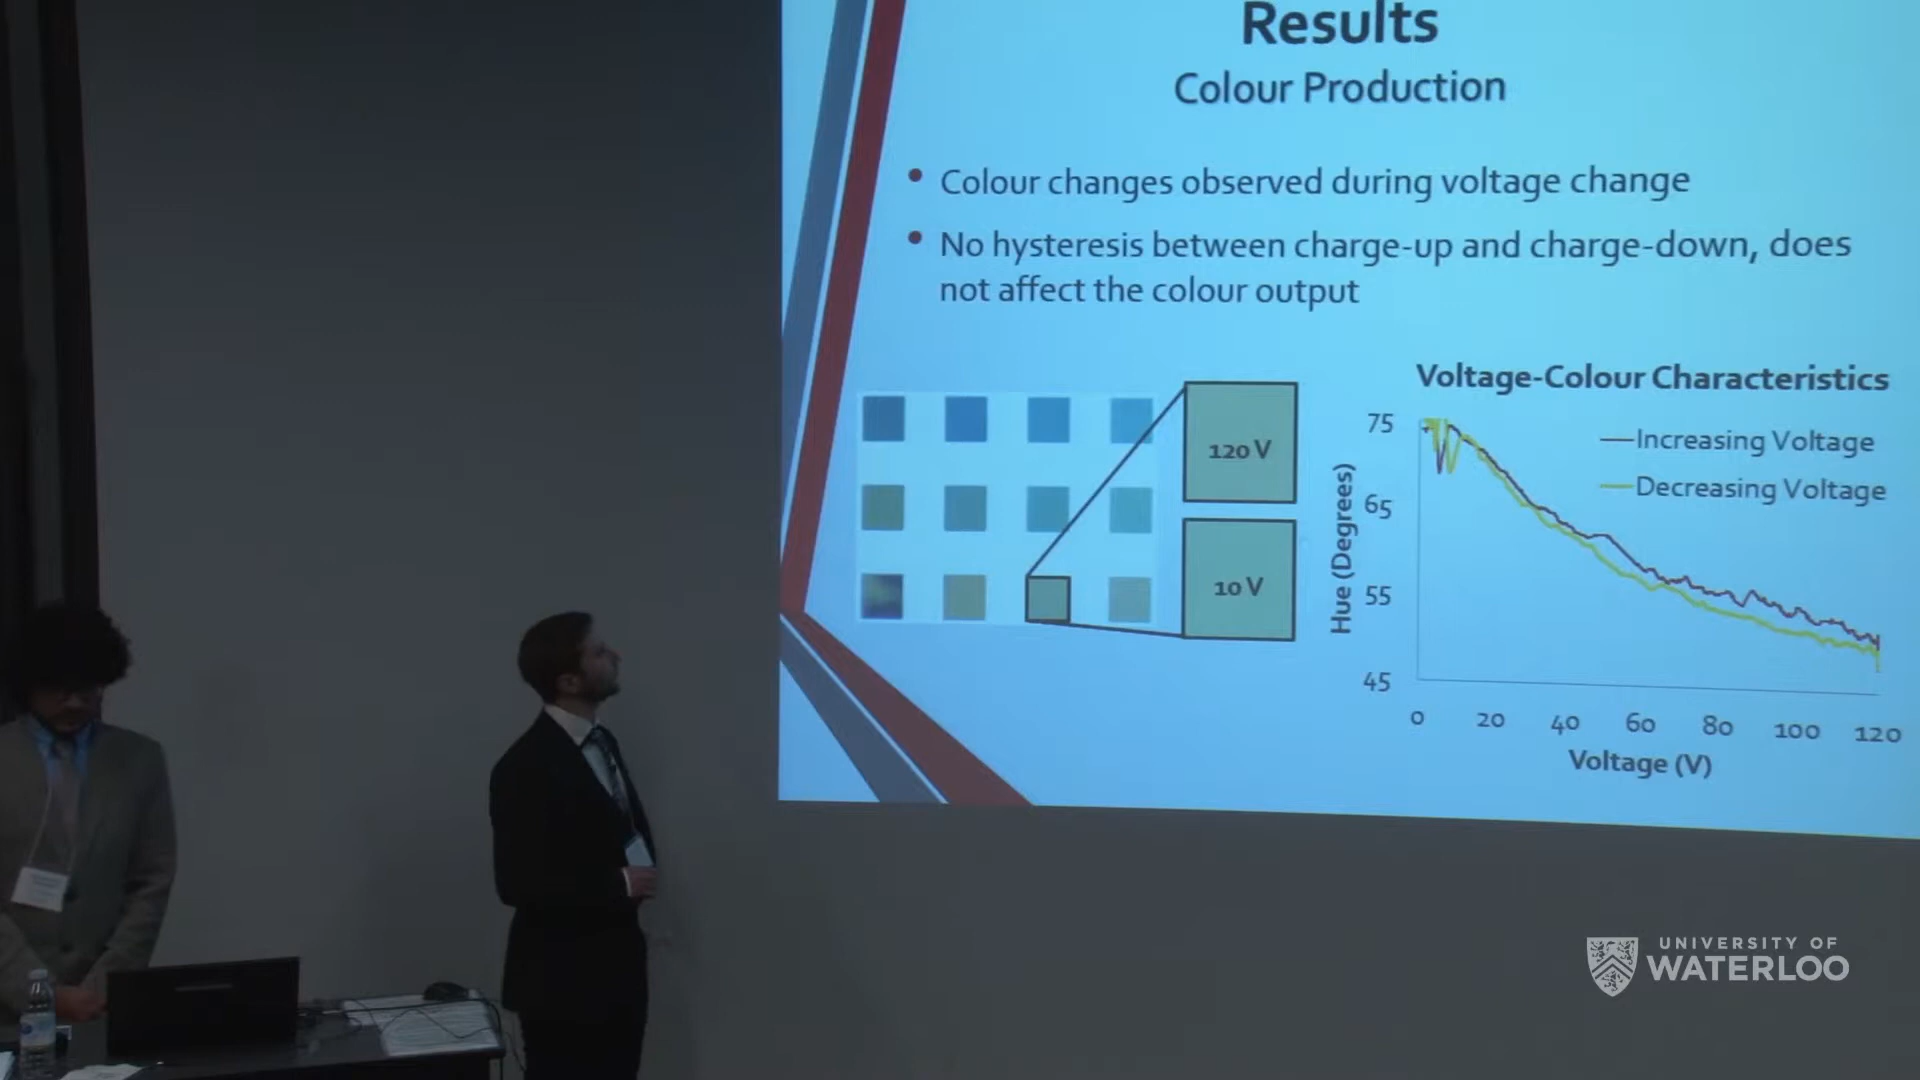 Results
Colour Production
• Colour changes observed during voltage change
• No hysteresis between charge-up and charge-down, does
not affect the colour output
120 V
10 V
Voltage-Colour Characteristics
Increasing Voltage
Decreasing Voltage
Hue (Degrees)
75
65
55
45
0 20 40 60 80 100 120
Voltage (V)
UNIVERSITY OF
WATERLOO